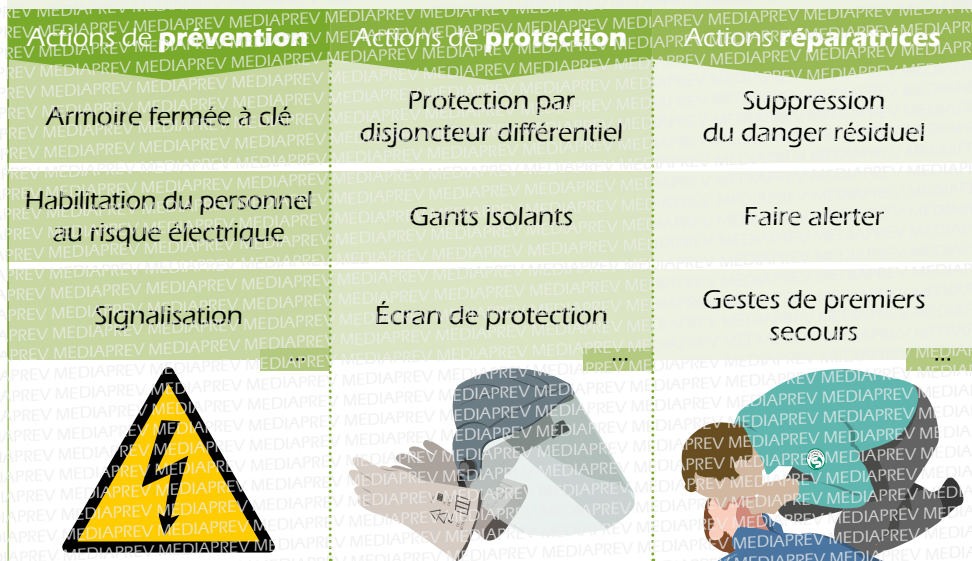 Actions de prévention
Actions de protection
Actions réparatrices
Armoire fermée à clé
Protection par
disjoncteur différentiel
Suppression
du danger résiduel
Habilitation du personnel
au risque électrique
Gants isolants
Faire alerter
Signalisation
Écran de protection
Gestes de premiers
secours
...
...
...
MEDIAPREV